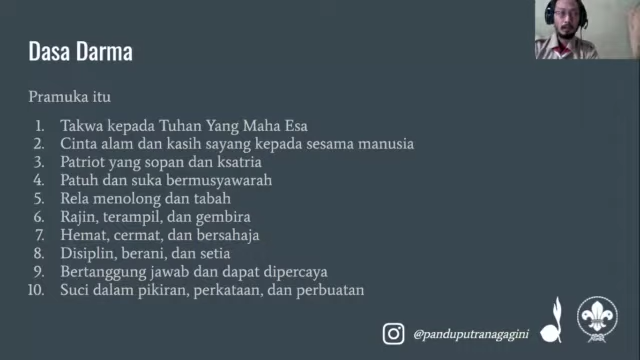 Dasa Darma
Pramuka itu
1. Takwa kepada Tuhan Yang Maha Esa
2. Cinta alam dan kasih sayang kepada sesama manusia
3. Patriot yang sopan dan ksatria
4. Patuh dan suka bermusyawarah
5. Rela menolong dan tabah
6. Rajin, terampil, dan gembira
7. Hemat, cermat, dan bersahaja
8. Disiplin, berani, dan setia
9. Bertanggung jawab dan dapat dipercaya
10. Suci dalam pikiran, perkataan, dan perbuatan
@panduputranagagini